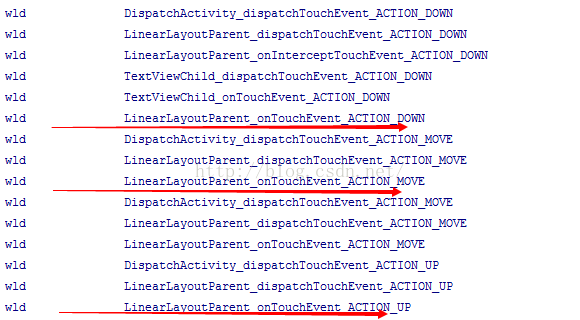 wld DispatchActivity_dispatchTouchEvent_ACTION_DOWN
wld LinearLayoutParent_dispatchTouchEvent_ACTION_DOWN
wld LinearLayoutParent_onInterceptTouchEvent_ACTION_DOWN
wld TextViewChild_dispatchTouchEvent_ACTION_DOWN
wld TextViewChild_onTouchEvent_ACTION_DOWN
wld LinearLayoutParent_onTouchEvent_ACTION_DOWN
wld DispatchActivity_dispatchTouchEvent_ACTION_MOVE
wld LinearLayoutParent_dispatchTouchEvent_ACTION_MOVE
http://blog.csdn.net/
wld LinearLayoutParent_onTouchEvent_ACTION_MOVE
wld DispatchActivity_dispatchTouchEvent_ACTION_MOVE
wld LinearLayoutParent_dispatchTouchEvent_ACTION_MOVE
wld LinearLayoutParent_onTouchEvent_ACTION_MOVE
wld DispatchActivity_dispatchTouchEvent_ACTION_UP
wld LinearLayoutParent_dispatchTouchEvent_ACTION_UP
wld LinearLayoutParent_onTouchEvent_ACTION_UP